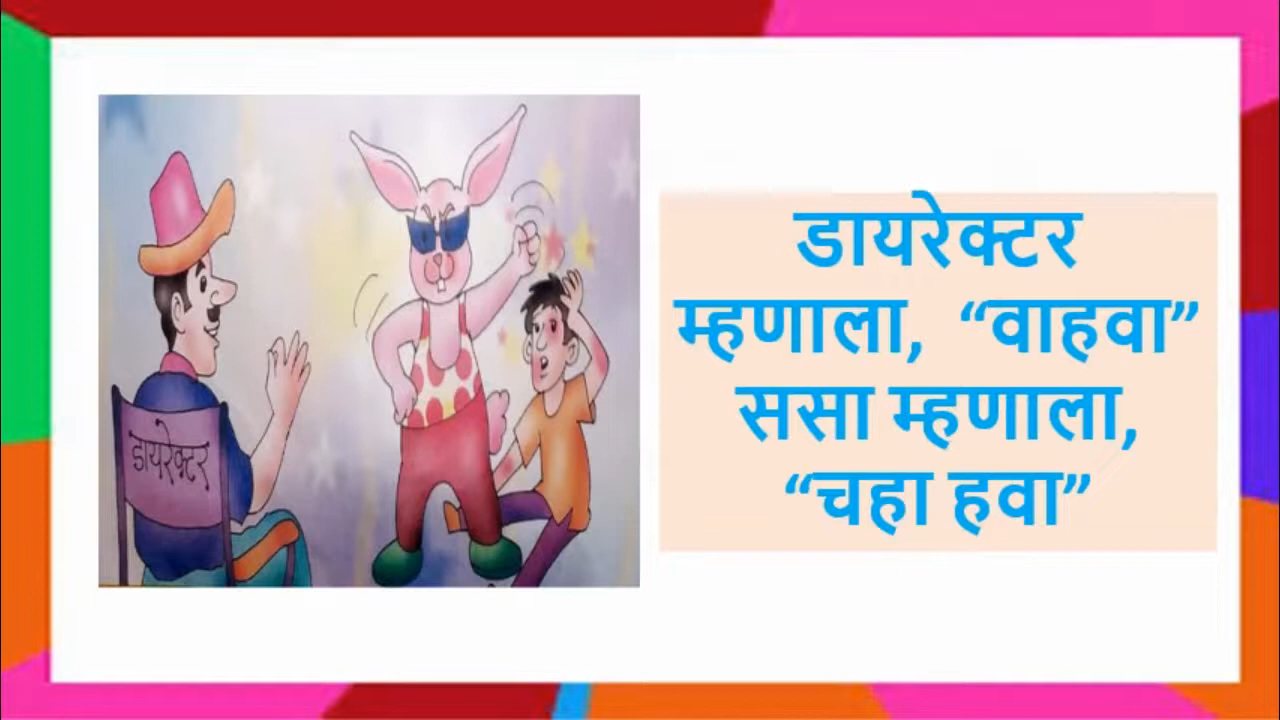 डायरेक्टर
डायरेक्टर
म्हणाला, “वाहवा”
ससा म्हणाला,
“चहा हवा”